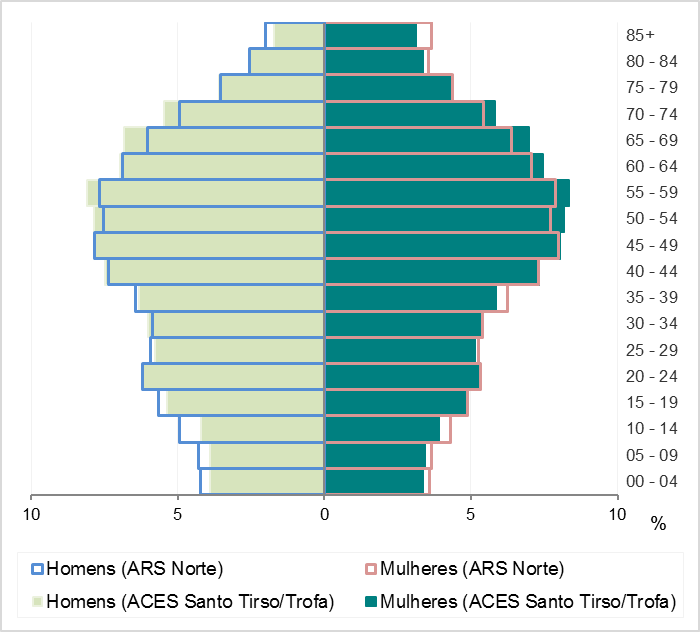 85+
80 - 84
75 - 79
70 - 74
65 - 69
60 - 64
55 - 59
50 - 54
45 - 49
40 - 44
35 - 39
30 - 34
25 - 29
20 - 24
15 - 19
10 - 14
05 - 09
00 - 04
10 5 0 5 10
%
Homens (ARS Norte) Mulheres (ARS Norte)
Homens (ACES Santo Tirso/Trofa) Mulheres (ACES Santo Tirso/Trofa)